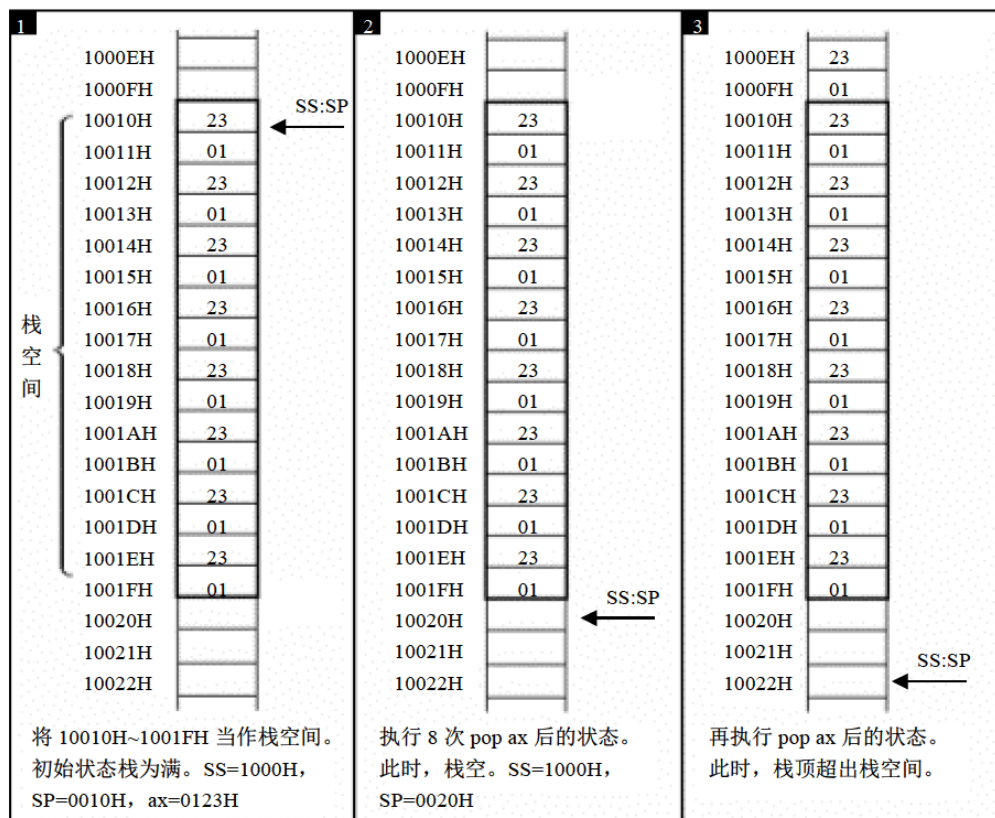 1
1000EH
1000FH
SS:SP
10010H 23
10011H 01
10012H 23
10013H 01
10014H 23
10015H 01
10016H 23
10017H 01
10018H 23
10019H 01
1001AH 23
1001BH 01
1001CH 23
1001DH 01
1001EH 23
1001FH 01
10020H
10021H
10022H
栈
空
间
将 10010H~1001FH 当作栈空间。
初始状态栈为满。SS=1000H，
SP=0010H，ax=0123H
2
1000EH
1000FH
10010H 23
10011H 01
10012H 23
10013H 01
10014H 23
10015H 01
10016H 23
10017H 01
10018H 23
10019H 01
1001AH 23
1001BH 01
1001CH 23
1001DH 01
1001EH 23
1001FH 01
SS:SP
10020H
10021H
10022H
执行 8 次 pop ax 后的状态。
此时，栈空。SS=1000H，
SP=0020H
3
1000EH 23
1000FH 01
10010H 23
10011H 01
10012H 23
10013H 01
10014H 23
10015H 01
10016H 23
10017H 01
10018H 23
10019H 01
1001AH 23
1001BH 01
1001CH 23
1001DH 01
1001EH 23
1001FH 01
10020H
10021H
SS:SP
10022H
再执行 pop ax 后的状态。
此时，栈顶超出栈空间。